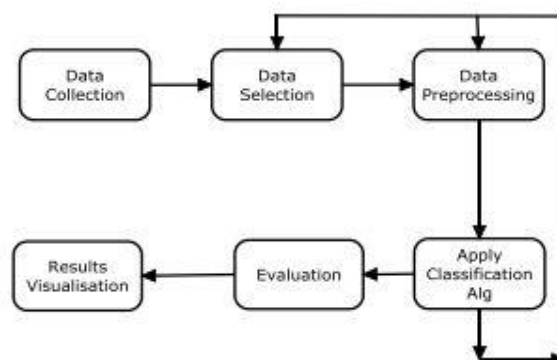 Data
Collection
Data
Selection
Data
Preprocessing
Results
Visualisation
Evaluation
Apply
Classification
Alg